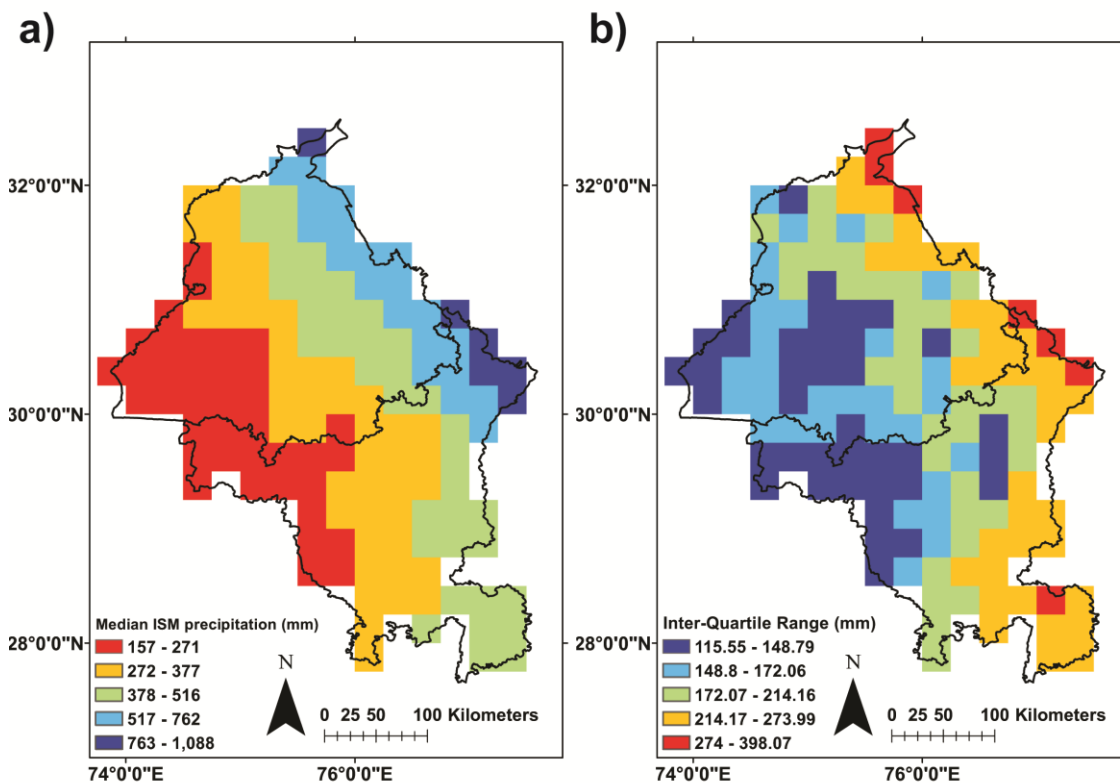 a)
32°0'0"N
30°0'0"N
28°0'0"N
Median ISM precipitation (mm)
157 - 271
272 - 377
378 - 516
517 - 762
763 - 1,088
N
0 25 50 100 Kilometers
74°0'0"E
76°0'0"E
b)
32°0'0"N
30°0'0"N
28°0'0"N
Inter-Quartile Range (mm)
115.55 - 148.79
148.8 - 172.06
172.07 - 214.16
214.17 - 273.99
274 - 398.07
N
0 25 50 100 Kilometers
74°0'0"E
76°0'0"E